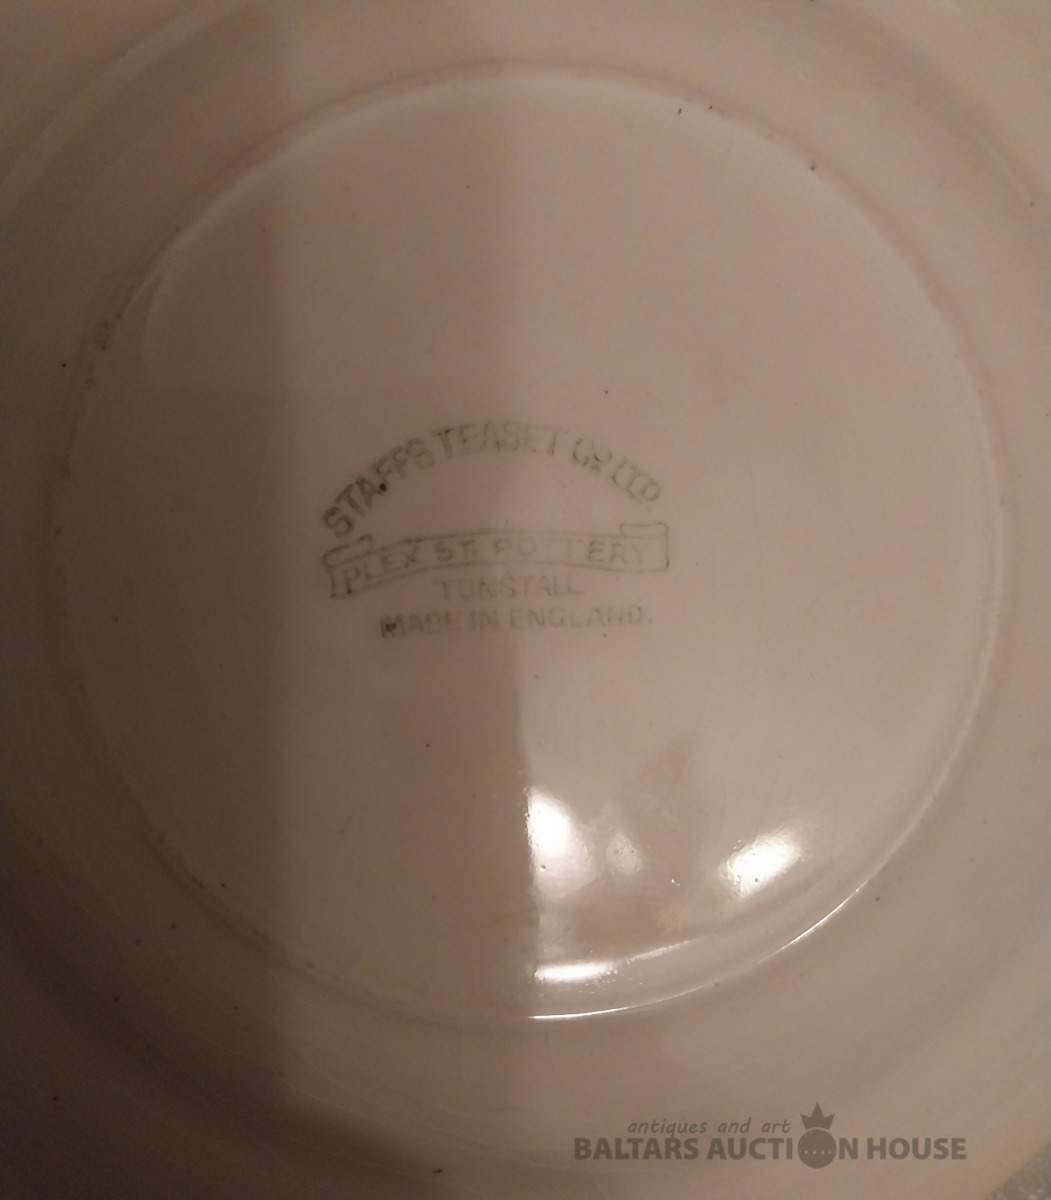 STAFFS TEASET CO LTD.
PLEX ST. POTTERY
TUNSTALL
MADE IN ENGLAND.
antiques and art
BALTARS AUCTION HOUSE